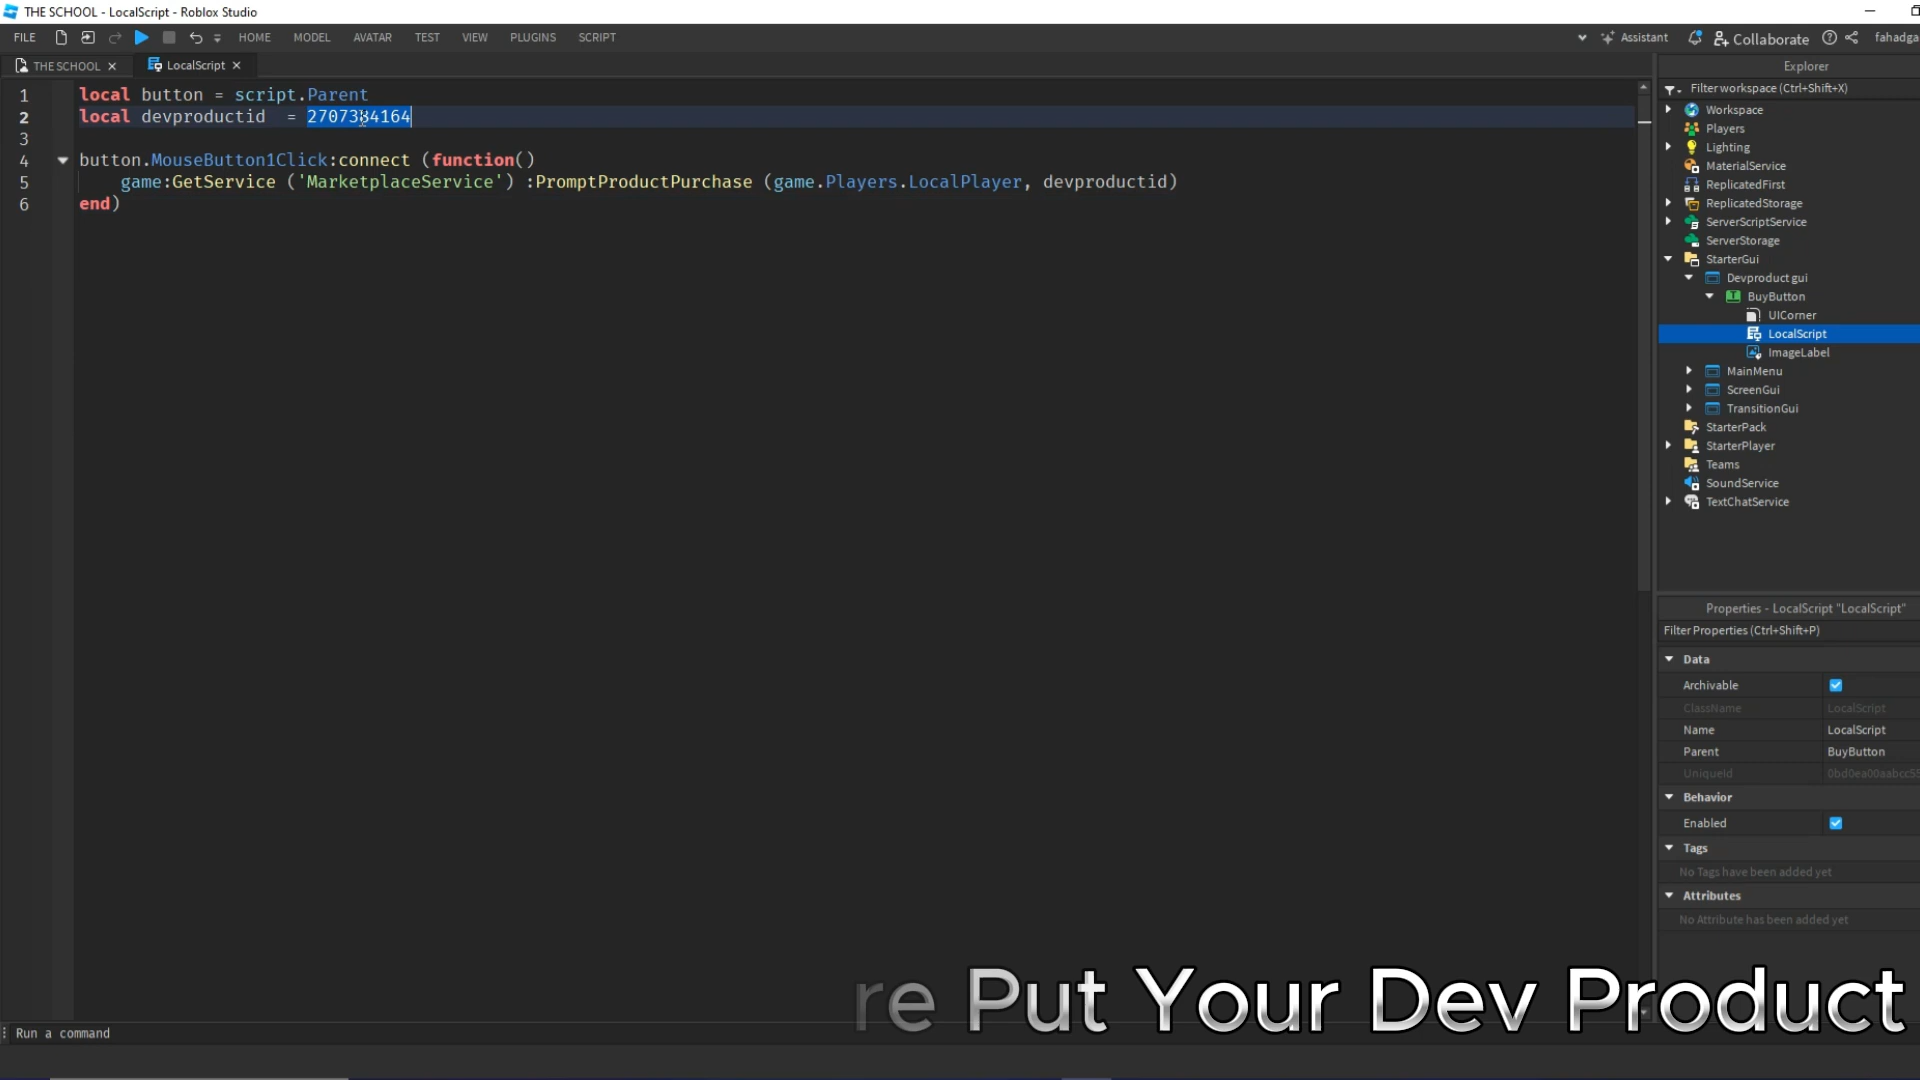 THE SCHOOL - LocalScript - Roblox Studio
FILE HOME MODEL AVATAR TEST VIEW PLUGINS SCRIPT Assistant Collaborate fahadga
THE SCHOOL LocalScript
1 local button = script.Parent
2 local devproductid  = 2707384164
3
4 button.MouseButton1Click:connect (function()
5 game:GetService ('MarketplaceService') :PromptProductPurchase (game.Players.LocalPlayer, devproductid)
6 end)
Explorer
Filter workspace (Ctrl+Shift+X)
Workspace
Players
Lighting
MaterialService
ReplicatedFirst
ReplicatedStorage
ServerScriptService
ServerStorage
StarterGui
Devproduct gui
BuyButton
UICorner
LocalScript
ImageLabel
MainMenu
ScreenGui
TransitionGui
StarterPack
StarterPlayer
Teams
SoundService
TextChatService
Properties - LocalScript "LocalScript"
Filter Properties (Ctrl+Shift+P)
Data
Archivable
ClassName LocalScript
Name LocalScript
Parent BuyButton
UniqueId
Behavior
Enabled
Tags
No Tags have been added yet
Attributes
No Attribute has been added yet
re Put Your Dev Product
Run a command